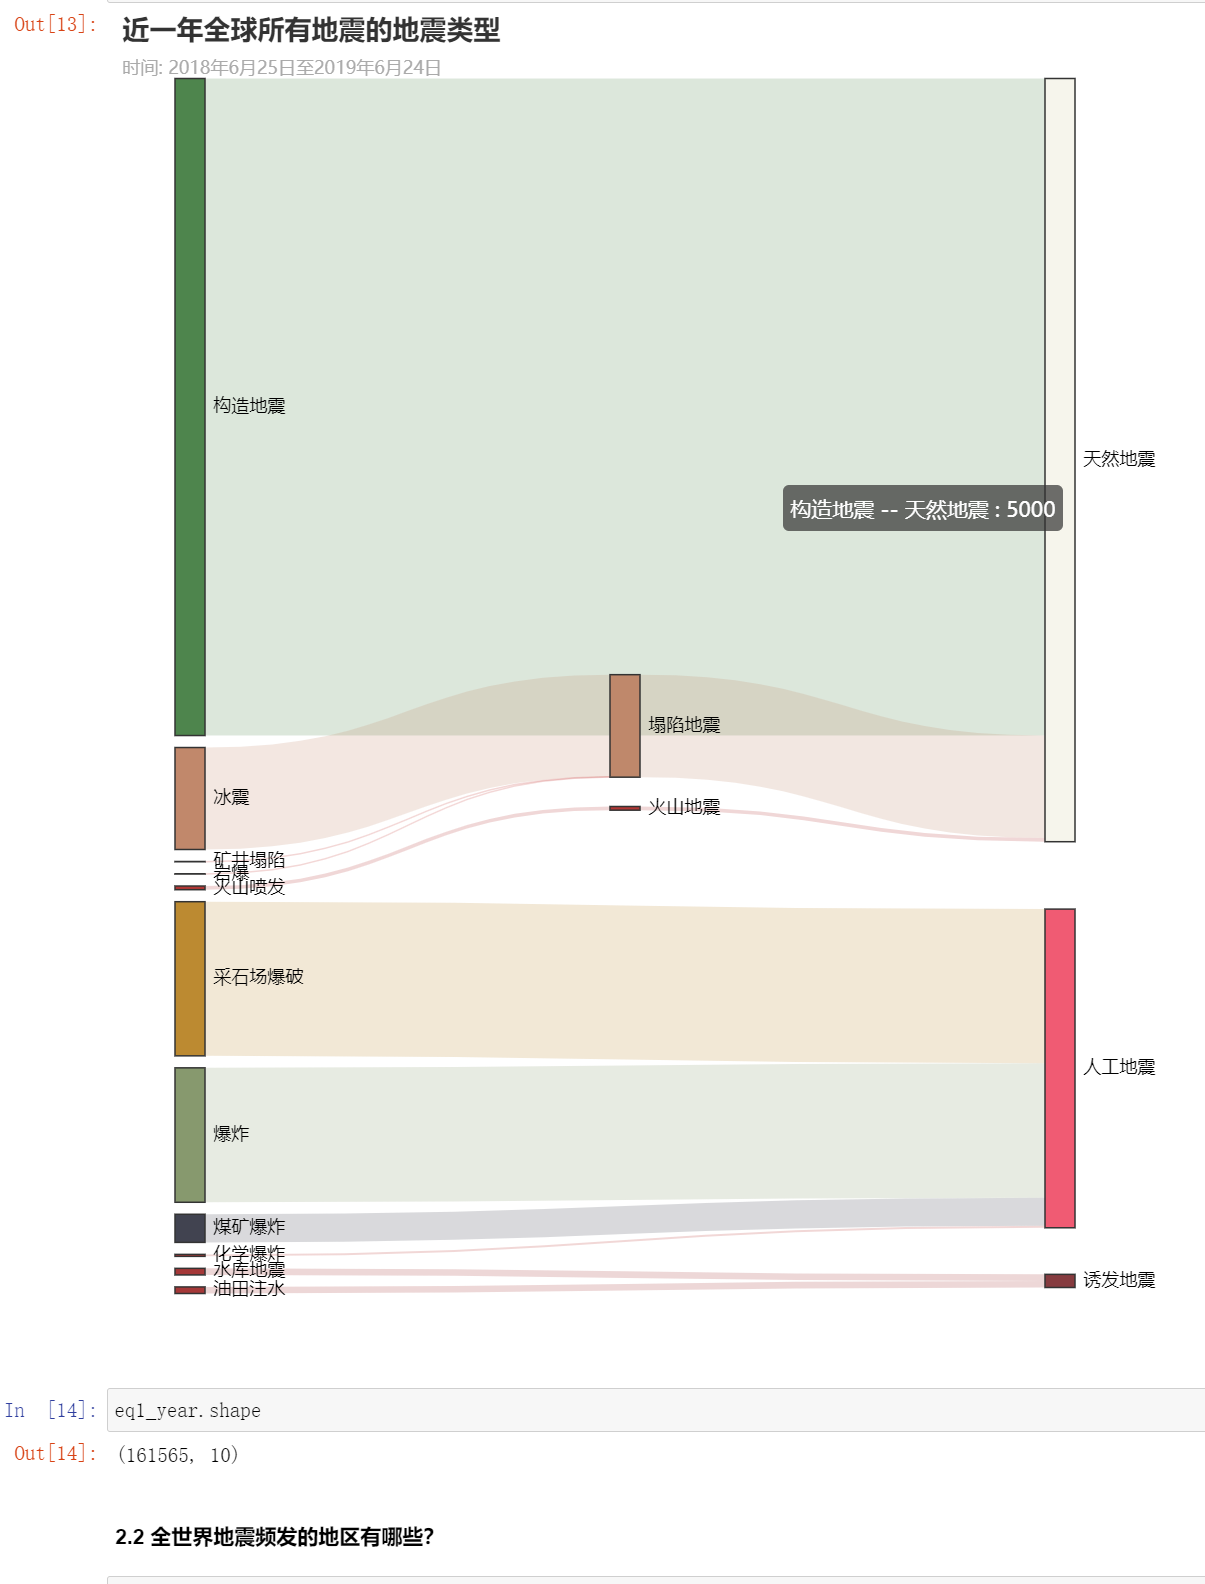 Out[13]:
近一年全球所有地震的地震类型
时间: 2018年6月25日至2019年6月24日
构造地震
天然地震
构造地震 -- 天然地震 : 5000
塌陷地震
冰震
火山地震
矿井塌陷
岩爆
火山喷发
采石场爆破
人工地震
爆炸
煤矿爆炸
化学爆炸
水库地震
诱发地震
油田注水
In [14]: eq1_year.shape
Out[14]: (161565, 10)
2.2 全世界地震频发的地区有哪些?